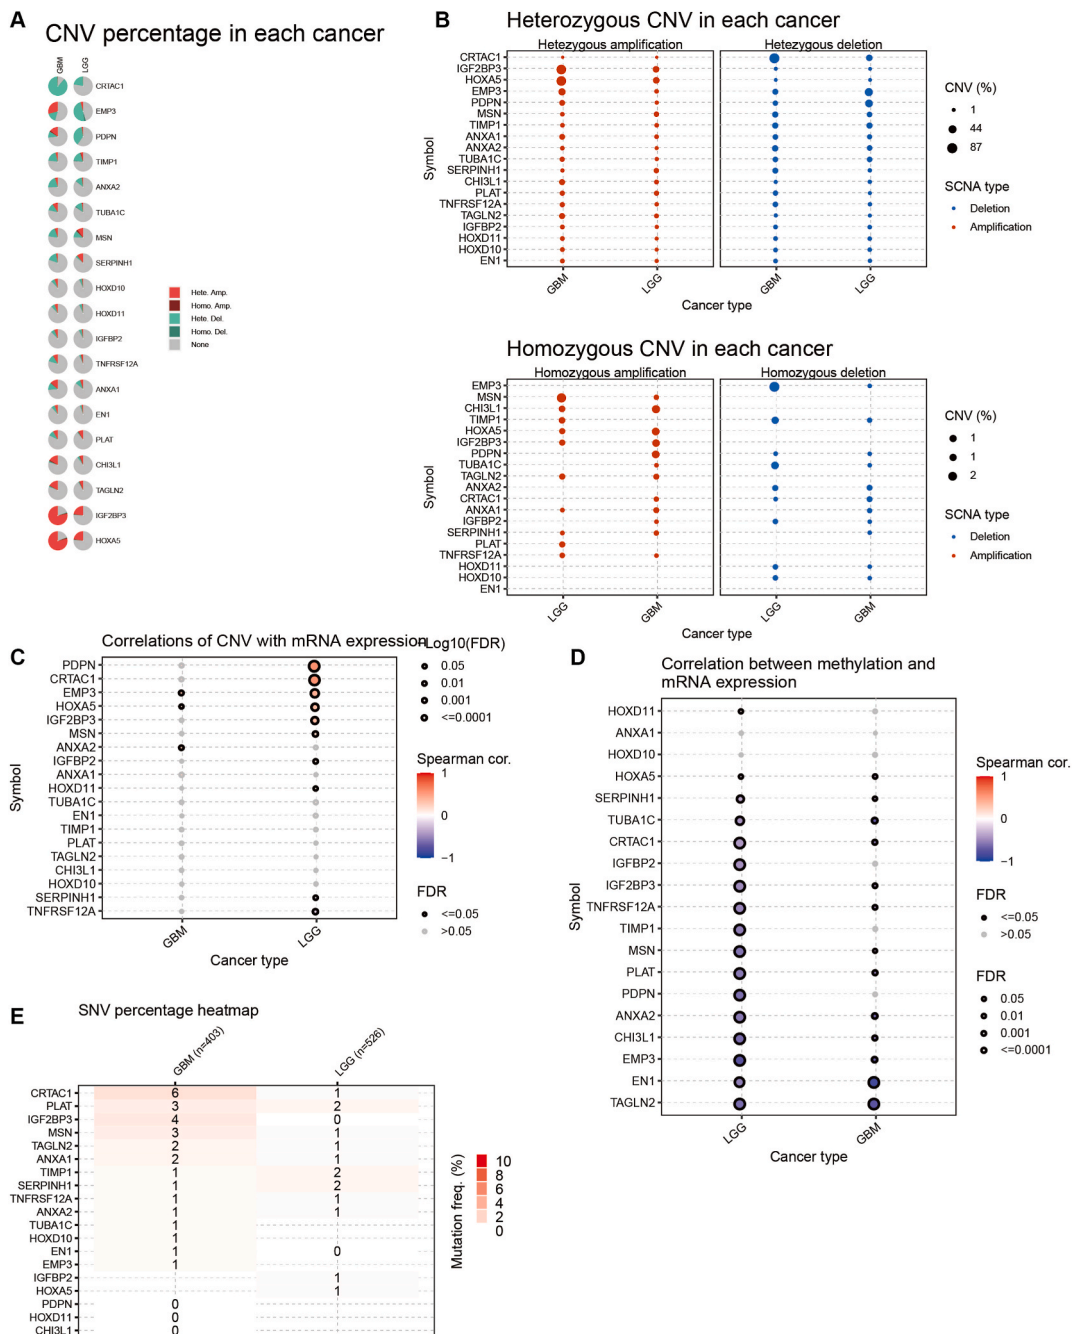 A
CNV percentage in each cancer
GBM
LGG
CRTAC1
EMP3
PDPN
TIMP1
ANXA2
TUBA1C
MSN
SERPINH1
HOXD10
HOXD11
IGFBP2
TNFRSF12A
ANXA1
EN1
PLAT
CHI3L1
TAGLN2
IGF2BP3
HOXA5
Hete. Amp.
Homo. Amp.
Hete. Del.
Homo. Del.
None
B
Heterozygous CNV in each cancer
Hetezygous amplification
Hetezygous deletion
Symbol
CRTAC1
IGF2BP3
HOXA5
EMP3
PDPN
MSN
TIMP1
ANXA1
ANXA2
TUBA1C
SERPINH1
CHI3L1
PLAT
TNFRSF12A
TAGLN2
IGFBP2
HOXD11
HOXD10
EN1
GBM
LGG
GBM
LGG
Cancer type
CNV (%)
1
44
87
SCNA type
Deletion
Amplification
Homozygous CNV in each cancer
Homozygous amplification
Homozygous deletion
Symbol
EMP3
MSN
CHI3L1
TIMP1
HOXA5
IGF2BP3
PDPN
TUBA1C
TAGLN2
ANXA2
CRTAC1
ANXA1
IGFBP2
SERPINH1
PLAT
TNFRSF12A
HOXD11
HOXD10
EN1
LGG
GBM
LGG
GBM
Cancer type
CNV (%)
1
1
2
SCNA type
Deletion
Amplification
C
Correlations of CNV with mRNA expression
Symbol
PDPN
CRTAC1
EMP3
HOXA5
IGF2BP3
MSN
ANXA2
IGFBP2
ANXA1
HOXD11
TUBA1C
EN1
TIMP1
PLAT
TAGLN2
CHI3L1
HOXD10
SERPINH1
TNFRSF12A
GBM
LGG
Cancer type
-Log10(FDR)
0.05
0.01
0.001
<=0.0001
Spearman cor.
1
0
−1
FDR
<=0.05
>0.05
D
Correlation between methylation and
mRNA expression
Symbol
HOXD11
ANXA1
HOXD10
HOXA5
SERPINH1
TUBA1C
CRTAC1
IGFBP2
IGF2BP3
TNFRSF12A
TIMP1
MSN
PLAT
PDPN
ANXA2
CHI3L1
EMP3
EN1
TAGLN2
LGG
GBM
Cancer type
Spearman cor.
1
0
−1
FDR
<=0.05
>0.05
FDR
0.05
0.01
0.001
<=0.0001
E
SNV percentage heatmap
GBM (n=403)
LGG (n=526)
CRTAC1 6 1
PLAT 3 2
IGF2BP3 4 0
MSN 3 1
TAGLN2 2 1
ANXA1 2 1
TIMP1 1 2
SERPINH1 1 2
TNFRSF12A 1 1
ANXA2 1 1
TUBA1C 1
HOXD10 1
EN1 1 0
EMP3 1
IGFBP2 1
HOXA5 1
PDPN 0
HOXD11 0
CHI3L1 0
Mutation freq. (%)
10
8
6
4
2
0